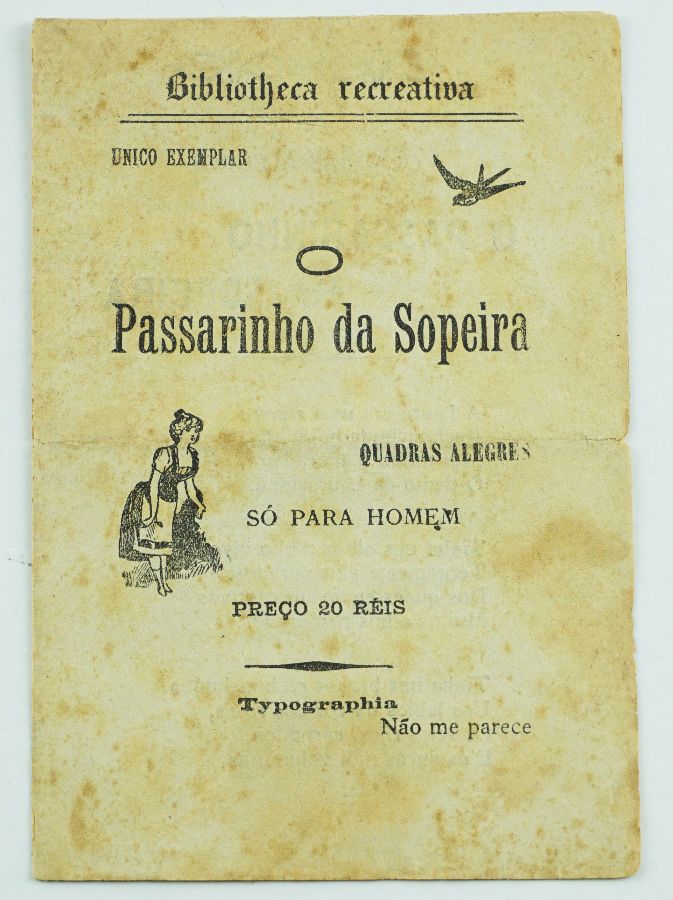 Bibliotheca recreativa
UNICO EXEMPLAR
O
Passarinho da Sopeira
QUADRAS ALEGRES
SÓ PARA HOMEM
PREÇO 20 RÉIS
Typographia
Não me parece